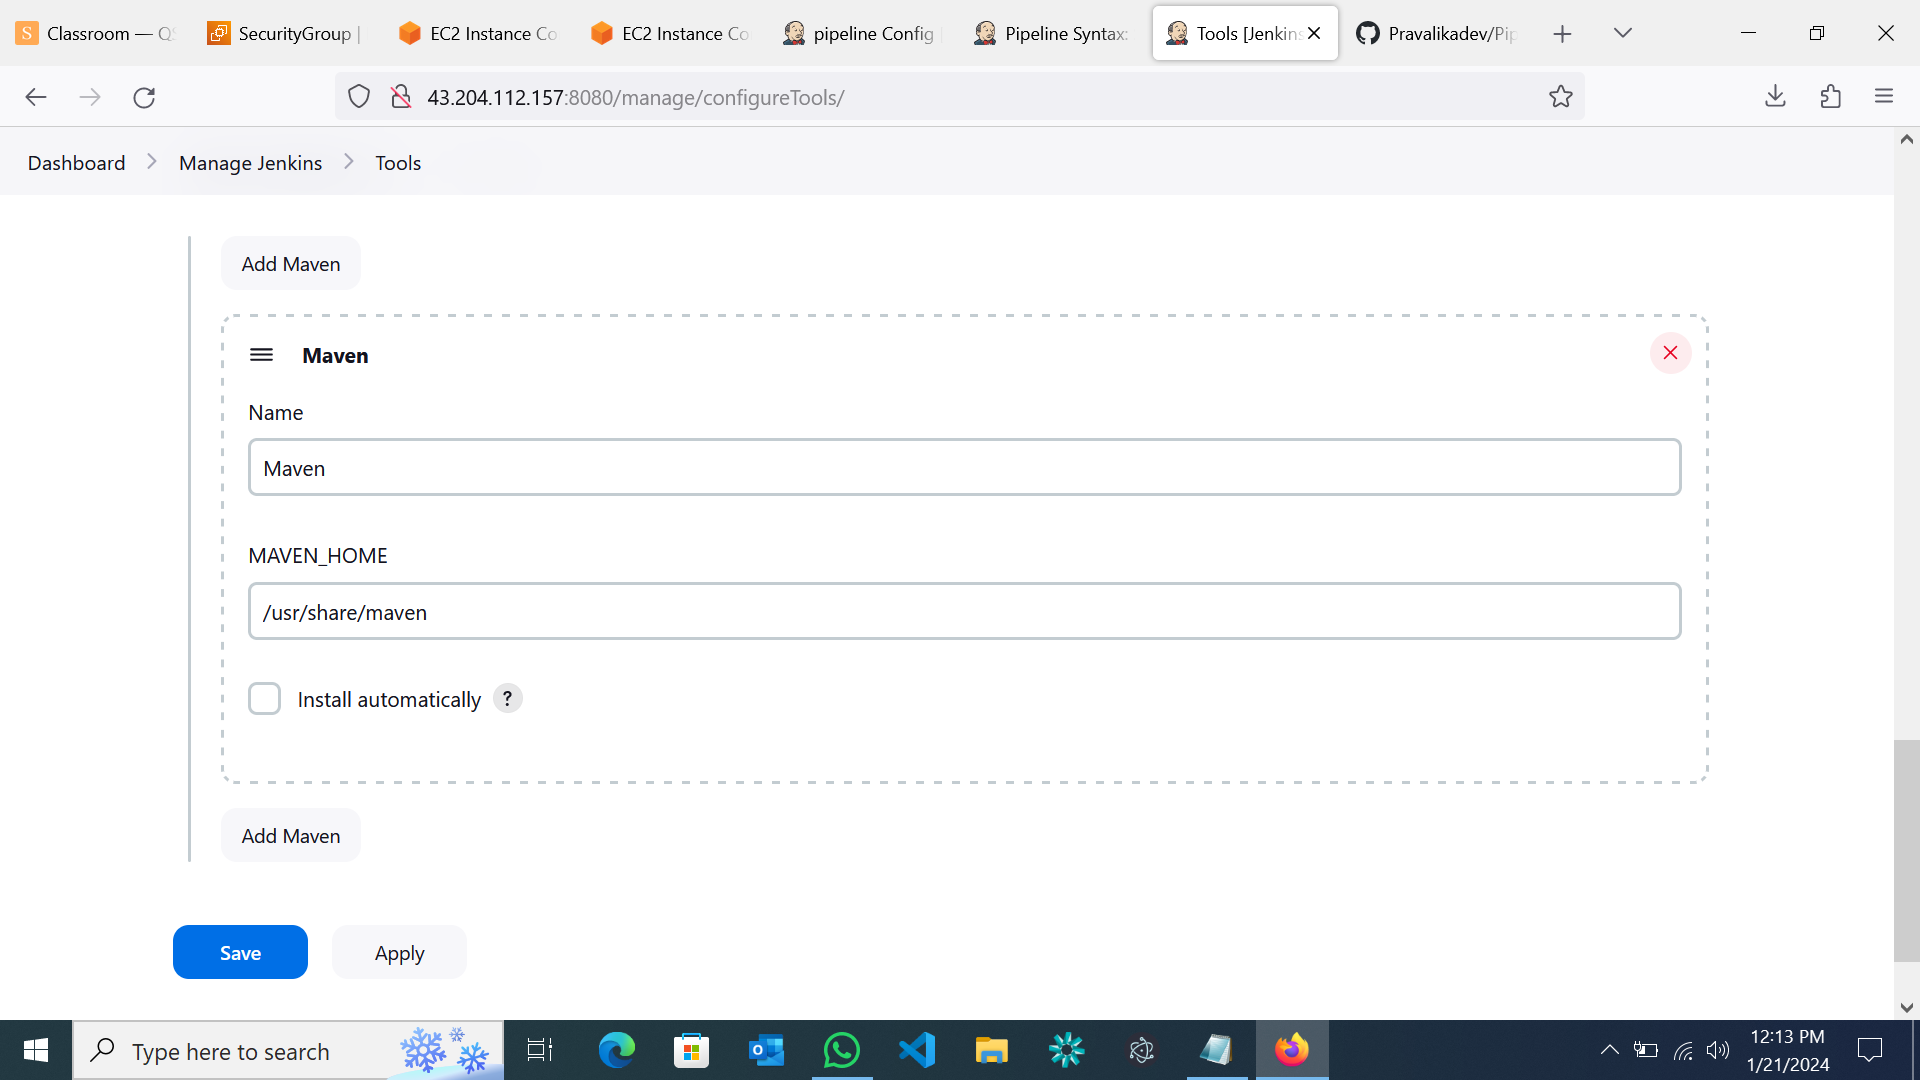 Classroom — QS
SecurityGroup |
EC2 Instance Co
EC2 Instance Co
pipeline Config
Pipeline Syntax:
Tools [Jenkins
Pravalikadev/Pip
43.204.112.157:8080/manage/configureTools/
Dashboard > Manage Jenkins > Tools
Add Maven
Maven
Name
Maven
MAVEN_HOME
/usr/share/maven
Install automatically ?
Add Maven
Save
Apply
Type here to search
12:13 PM
1/21/2024